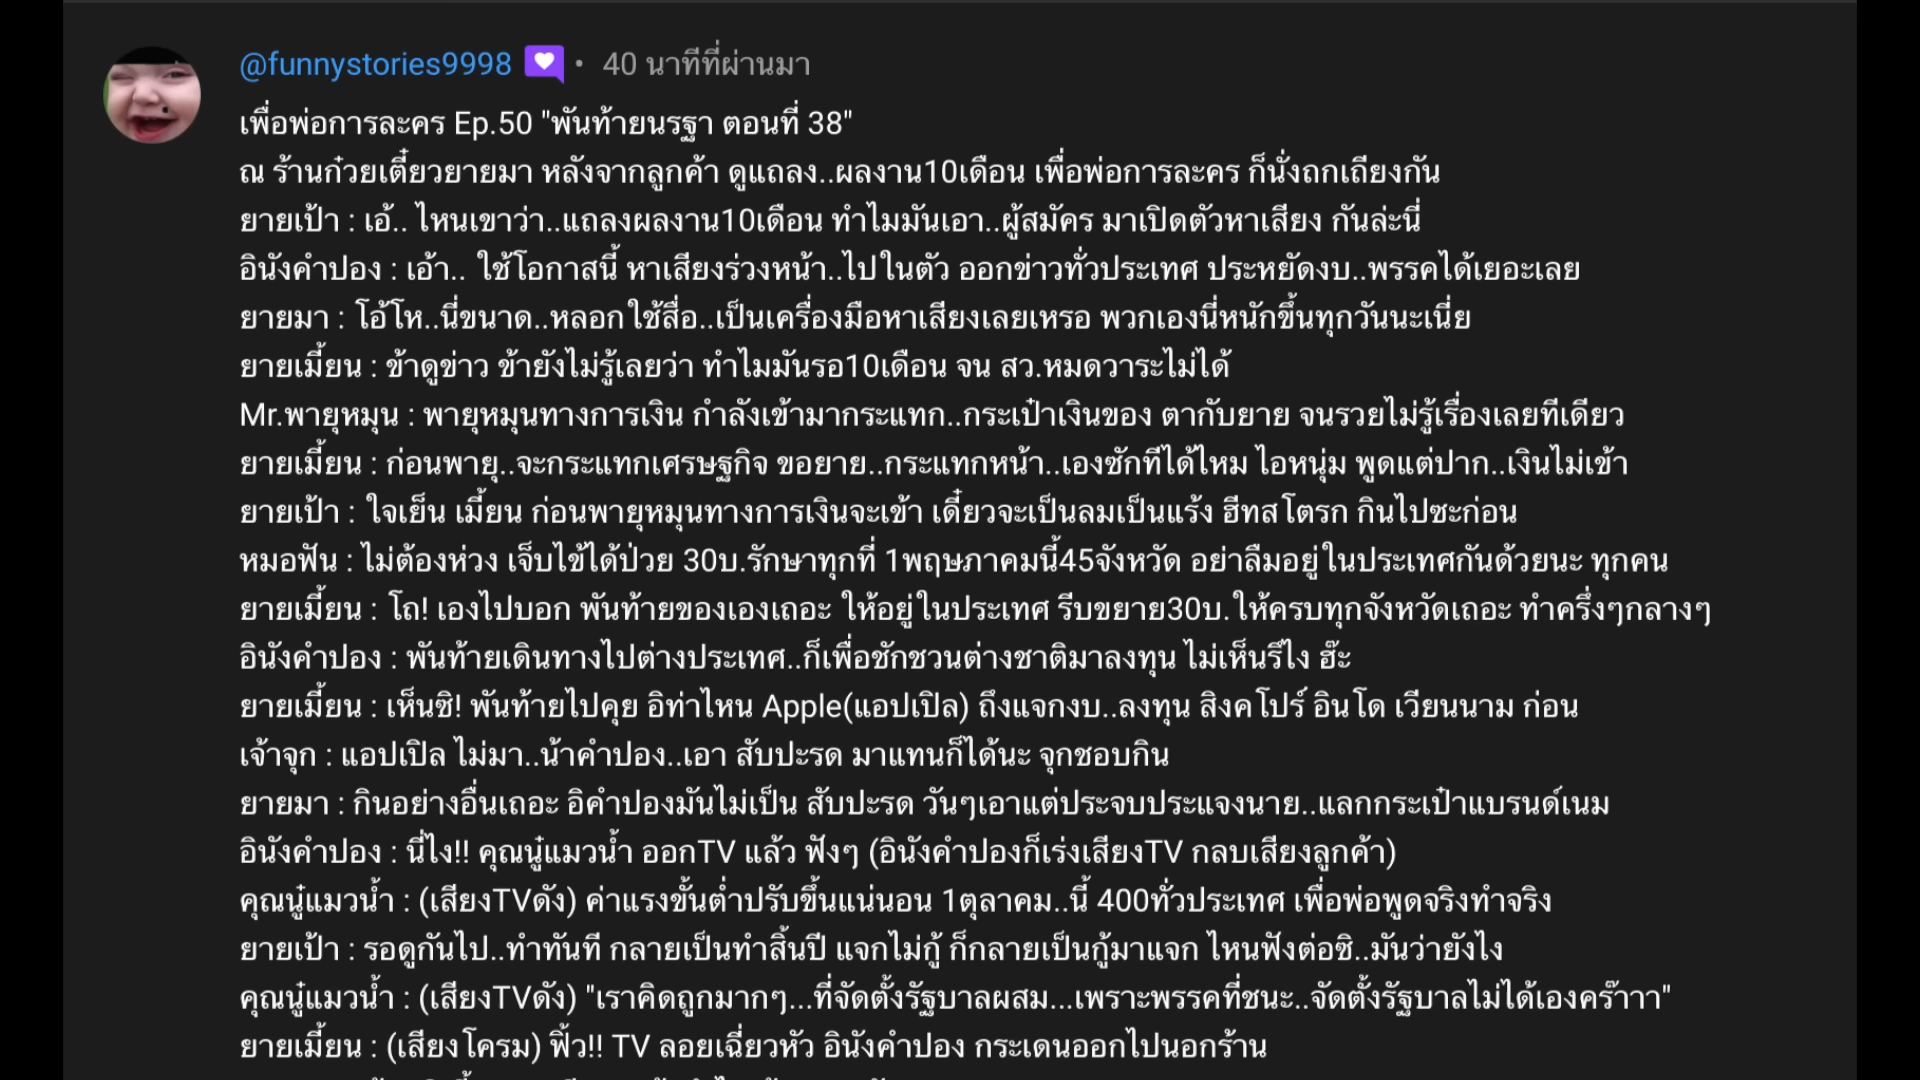 @funnystories9998 • 40 นาทีที่ผ่านมา
เพื่อพ่อการละคร Ep.50 "พันท้ายนรฐา ตอนที่ 38"
ณ ร้านก๋วยเตี๋ยวยายมา หลังจากลูกค้า ดูแถลง..ผลงาน10เดือน เพื่อพ่อการละคร ก็นั่งถกเถียงกัน
ยายเป้า : เอ้.. ไหนเขาว่า..แถลงผลงาน10เดือน ทำไมมันเอา..ผู้สมัคร มาเปิดตัวหาเสียง กันล่ะนี่
อินังคำปอง : เอ้า.. ใช้โอกาสนี้ หาเสียงร่วงหน้า..ไปในตัว ออกข่าวทั่วประเทศ ประหยัดงบ..พรรคได้เยอะเลย
ยายมา : โอ้โห..นี่ขนาด..หลอกใช้สื่อ..เป็นเครื่องมือหาเสียงเลยเหรอ พวกเองนี่หนักขึ้นทุกวันนะเนี่ย
ยายเมี้ยน : ข้าดูข่าว ข้ายังไม่รู้เลยว่า ทำไมมันรอ10เดือน จน สว.หมดวาระไม่ได้
Mr.พายุหมุน : พายุหมุนทางการเงิน กำลังเข้ามากระแทก..กระเป๋าเงินของ ตากับยาย จนรวยไม่รู้เรื่องเลยทีเดียว
ยายเมี้ยน : ก่อนพายุ..จะกระแทกเศรษฐกิจ ขอยาย..กระแทกหน้า..เองซักทีได้ไหม ไอหนุ่ม พูดแต่ปาก..เงินไม่เข้า
ยายเป้า : ใจเย็น เมี้ยน ก่อนพายุหมุนทางการเงินจะเข้า เดี๋ยวจะเป็นลมเป็นแร้ง ฮีทสโตรก กินไปซะก่อน
หมอฟัน : ไม่ต้องห่วง เจ็บไข้ได้ป่วย 30บ.รักษาทุกที่ 1พฤษภาคมนี้45จังหวัด อย่าลืมอยู่ในประเทศกันด้วยนะ ทุกคน
ยายเมี้ยน : โถ! เองไปบอก พันท้ายของเองเถอะ ให้อยู่ในประเทศ รีบขยาย30บ.ให้ครบทุกจังหวัดเถอะ ทำครึ่งๆกลางๆ
อินังคำปอง : พันท้ายเดินทางไปต่างประเทศ..ก็เพื่อชักชวนต่างชาติมาลงทุน ไม่เห็นรึไง ฮ๊ะ
ยายเมี้ยน : เห็นซิ! พันท้ายไปคุย อิท่าไหน Apple(แอปเปิล) ถึงแจกงบ..ลงทุน สิงคโปร์ อินโด เวียนนาม ก่อน
เจ้าจุก : แอปเปิล ไม่มา..น้าคำปอง..เอา สับปะรด มาแทนก็ได้นะ จุกชอบกิน
ยายมา : กินอย่างอื่นเถอะ อิคำปองมันไม่เป็น สับปะรด วันๆเอาแต่ประจบประแจงนาย..แลกกระเป๋าแบรนด์เนม
อินังคำปอง : นี่ไง!! คุณนู๋แมวน้ำ ออกTV แล้ว ฟังๆ (อินังคำปองก็เร่งเสียงTV กลบเสียงลูกค้า)
คุณนู๋แมวน้ำ : (เสียงTVดัง) ค่าแรงขั้นต่ำปรับขึ้นแน่นอน 1ตุลาคม..นี้ 400ทั่วประเทศ เพื่อพ่อพูดจริงทำจริง
ยายเป้า : รอดูกันไป..ทำทันที กลายเป็นทำสิ้นปี แจกไม่กู้ ก็กลายเป็นกู้มาแจก ไหนฟังต่อซิ..มันว่ายังไง
คุณนู๋แมวน้ำ : (เสียงTVดัง) "เราคิดถูกมากๆ...ที่จัดตั้งรัฐบาลผสม...เพราะพรรคที่ชนะ..จัดตั้งรัฐบาลไม่ได้เองคร๊าาา"
ยายเมี้ยน : (เสียงโครม) ฟิ้ว!! TV ลอยเฉี่ยวหัว อินังคำปอง กระเดนออกไปนอกร้าน